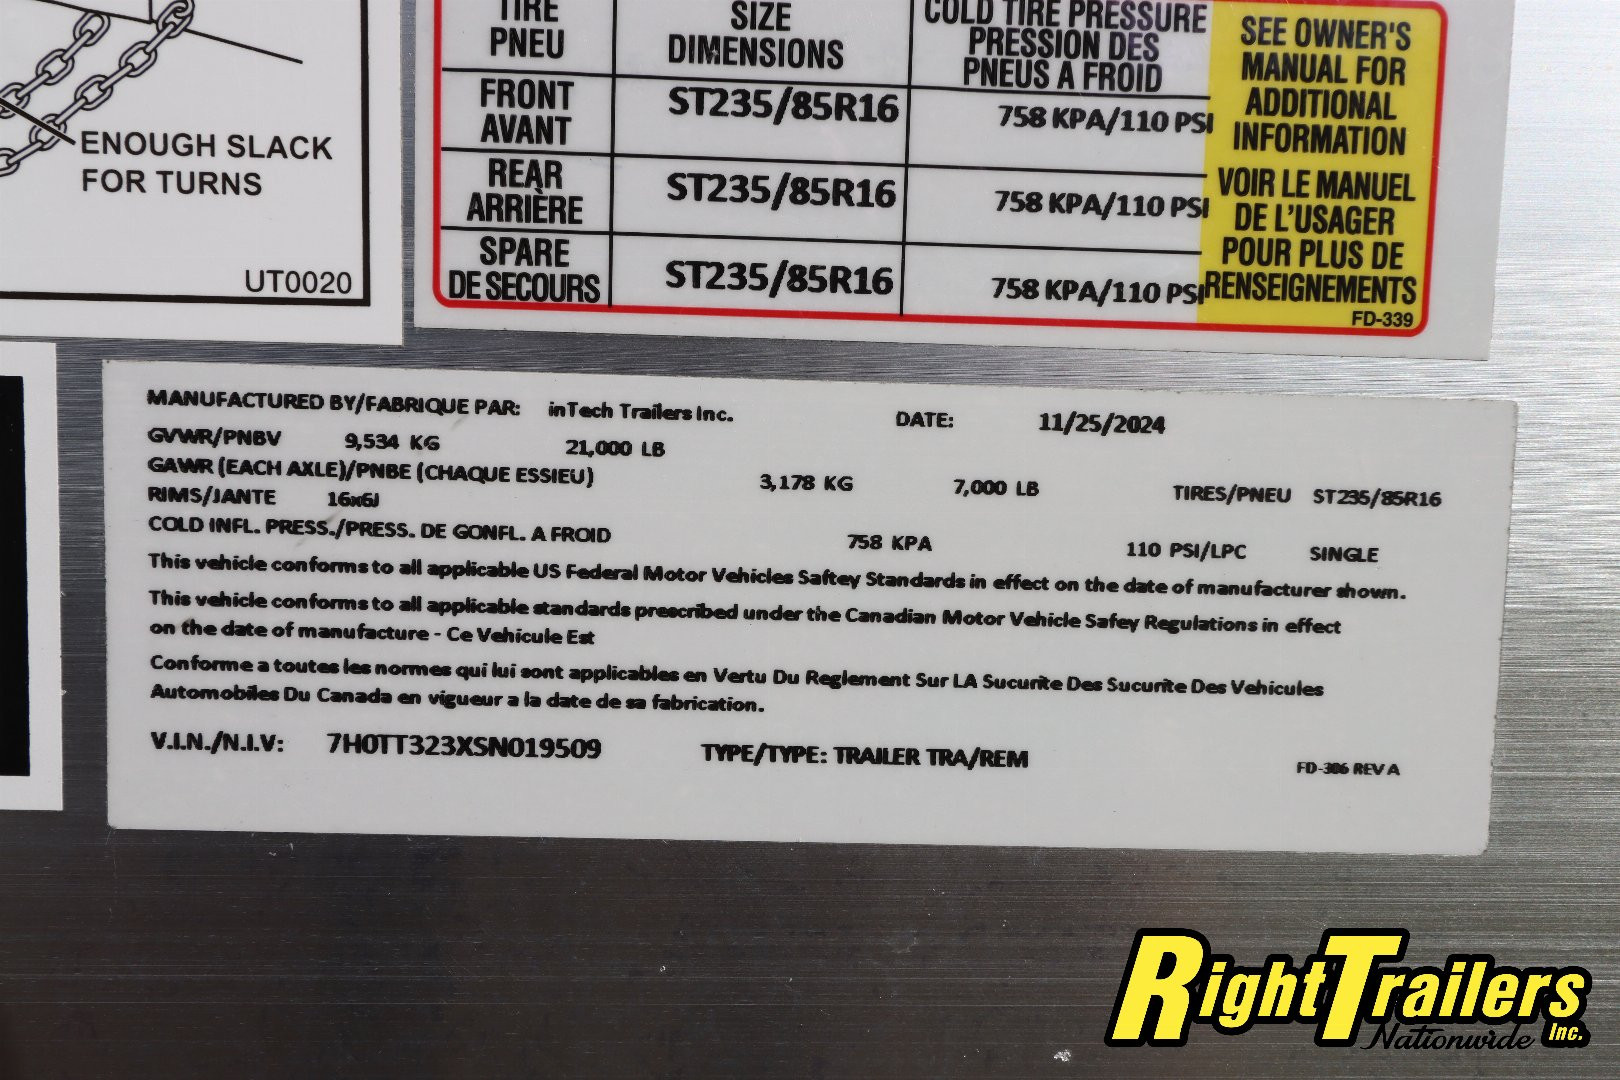 ENOUGH SLACK
FOR TURNS
UT0020
TIRE
PNEU
SIZE
DIMENSIONS
COLD TIRE PRESSURE
PRESSION DES
PNEUS A FROID
FRONT
AVANT
ST235/85R16
758 KPA/110 PSI
REAR
ARRIÈRE
ST235/85R16
758 KPA/110 PSI
SPARE
DE SECOURS
ST235/85R16
758 KPA/110 PSI
SEE OWNER'S
MANUAL FOR
ADDITIONAL
INFORMATION
VOIR LE MANUEL
DE L'USAGER
POUR PLUS DE
RENSEIGNEMENTS
FD-339
MANUFACTURED BY/FABRIQUE PAR: inTech Trailers Inc. DATE: 11/25/2024
GVWR/PNBV 9,534 KG 21,000 LB
GAWR (EACH AXLE)/PNBE (CHAQUE ESSIEU) 3,178 KG 7,000 LB TIRES/PNEU ST235/85R16
RIMS/JANTE 16x6J
COLD INFL. PRESS./PRESS. DE GONFL. A FROID 758 KPA 110 PSI/LPC SINGLE
This vehicle conforms to all applicable US Federal Motor Vehicles Saftey Standards in effect on the date of manufacturer shown.
This vehicle conforms to all applicable standards prescribed under the Canadian Motor Vehicle Safey Regulations in effect
on the date of manufacture - Ce Vehicule Est
Conforme a toutes les normes qui lui sont applicables en Vertu Du Reglement Sur LA Sucurite Des Sucurite Des Vehicules
Automobiles Du Canada en vigueur a la date de sa fabrication.
V.I.N./N.I.V: 7H0TT323XSN019509 TYPE/TYPE: TRAILER TRA/REM
FD-306 REV A
RightTrailers
Nationwide Inc.